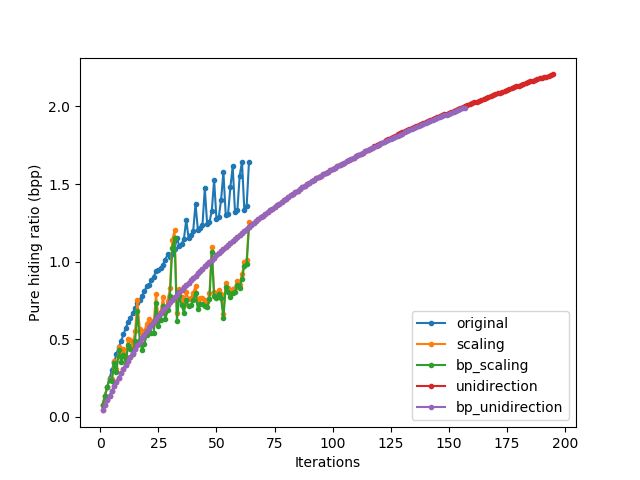 Pure hiding ratio (bpp)
2.0
1.5
1.0
0.5
0.0
original
scaling
bp_scaling
unidirection
bp_unidirection
0 25 50 75 100 125 150 175 200
Iterations